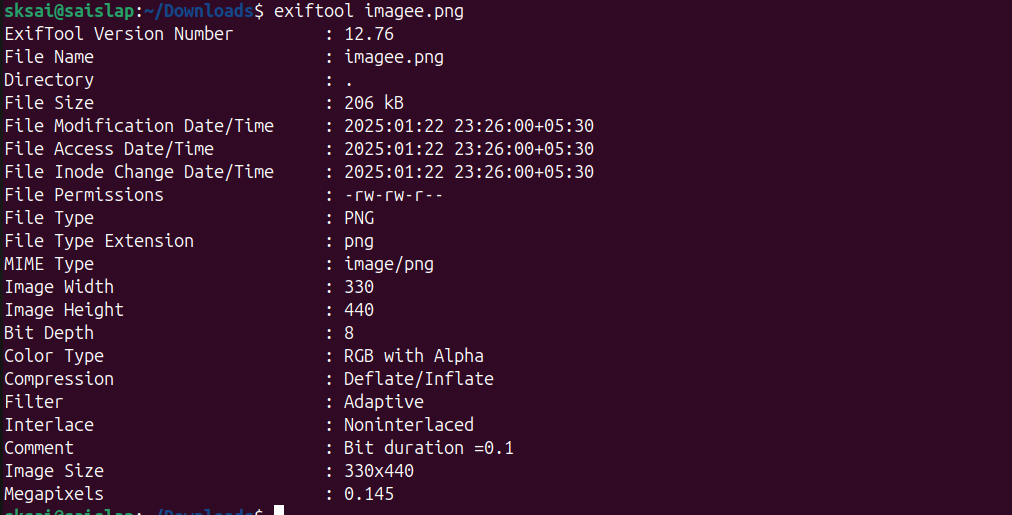 sksai@saislap:~/Downloads$ exiftool imagee.png
ExifTool Version Number : 12.76
File Name : imagee.png
Directory : .
File Size : 206 kB
File Modification Date/Time : 2025:01:22 23:26:00+05:30
File Access Date/Time : 2025:01:22 23:26:00+05:30
File Inode Change Date/Time : 2025:01:22 23:26:00+05:30
File Permissions : -rw-rw-r--
File Type : PNG
File Type Extension : png
MIME Type : image/png
Image Width : 330
Image Height : 440
Bit Depth : 8
Color Type : RGB with Alpha
Compression : Deflate/Inflate
Filter : Adaptive
Interlace : Noninterlaced
Comment : Bit duration =0.1
Image Size : 330x440
Megapixels : 0.145
sksai@saislap:~/Downloads$